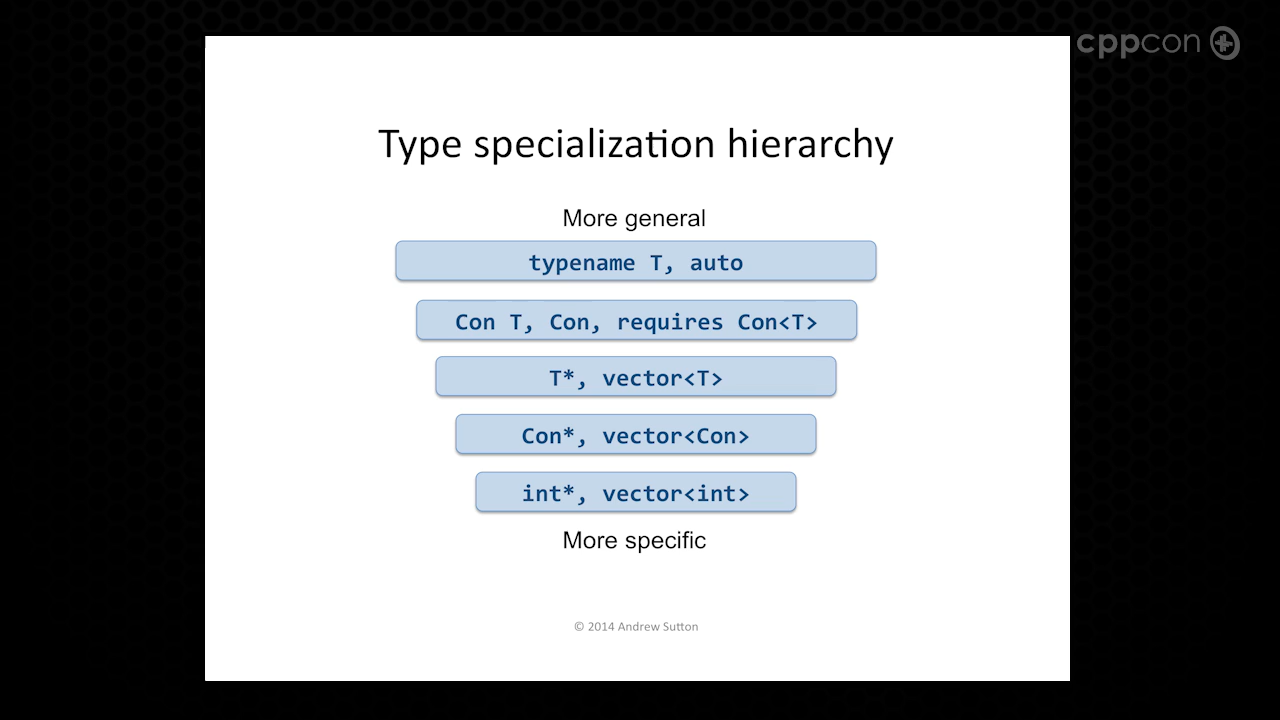 cppcon
Type specialization hierarchy
More general
typename T, auto
Con T, Con, requires Con<T>
T*, vector<T>
Con*, vector<Con>
int*, vector<int>
More specific
© 2014 Andrew Sutton